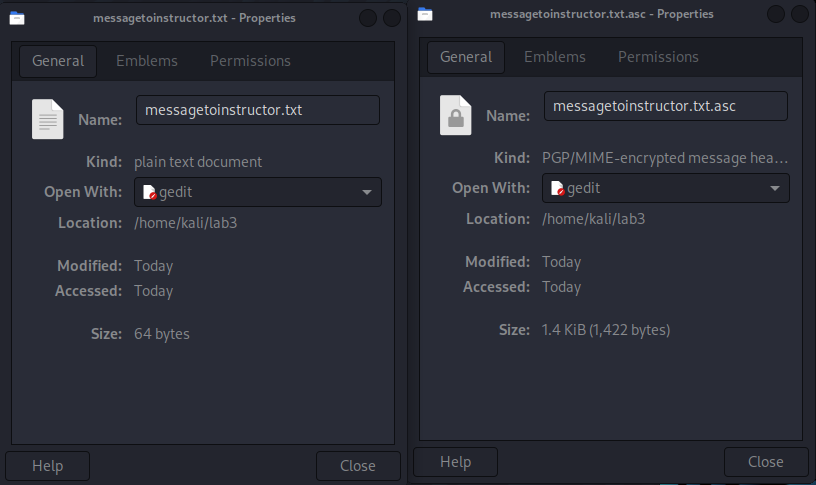 messagetoinstructor.txt - Properties
General Emblems Permissions
Name: messagetoinstructor.txt
Kind: plain text document
Open With: gedit
Location: /home/kali/lab3
Modified: Today
Accessed: Today
Size: 64 bytes
Help Close
messagetoinstructor.txt.asc - Properties
General Emblems Permissions
Name: messagetoinstructor.txt.asc
Kind: PGP/MIME-encrypted message hea...
Open With: gedit
Location: /home/kali/lab3
Modified: Today
Accessed: Today
Size: 1.4 KiB (1,422 bytes)
Help Close